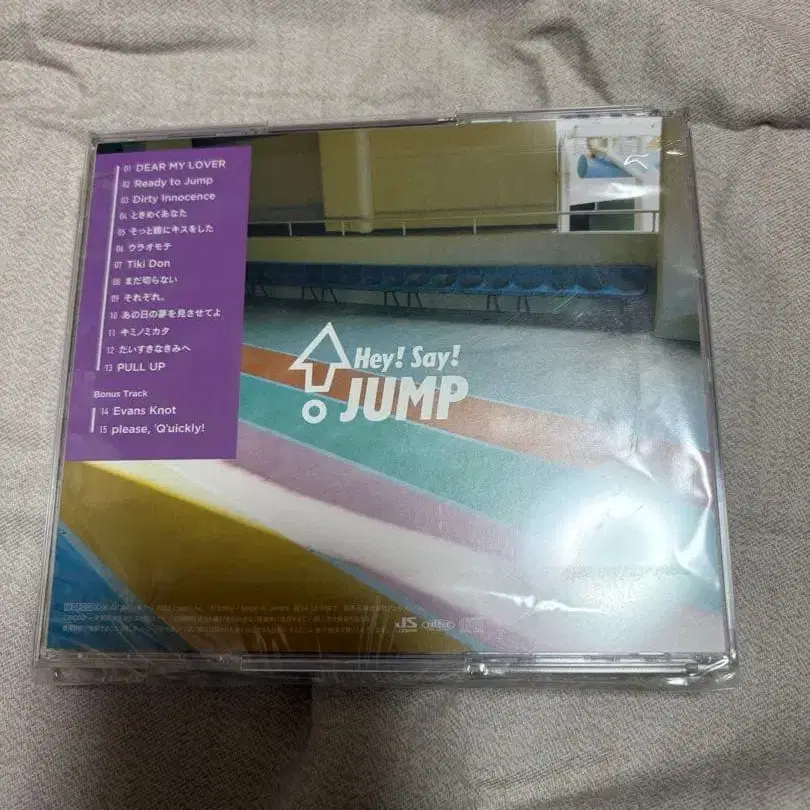 01 DEAR MY LOVER
02 Ready to Jump
03 Dirty Innocence
04 ときめくあなた
05 そっと瞳にキスをした
06 ウラオモテ
07 Tiki Don
08 まだ切らない
09 それぞれ。
10 あの日の夢を見させてよ
11 キミノミカタ
12 だいすきなきみへ
13 PULL UP
Bonus Track
14 Evans Knot
15 please, 'Q'uickly!
Hey! Say!
JUMP